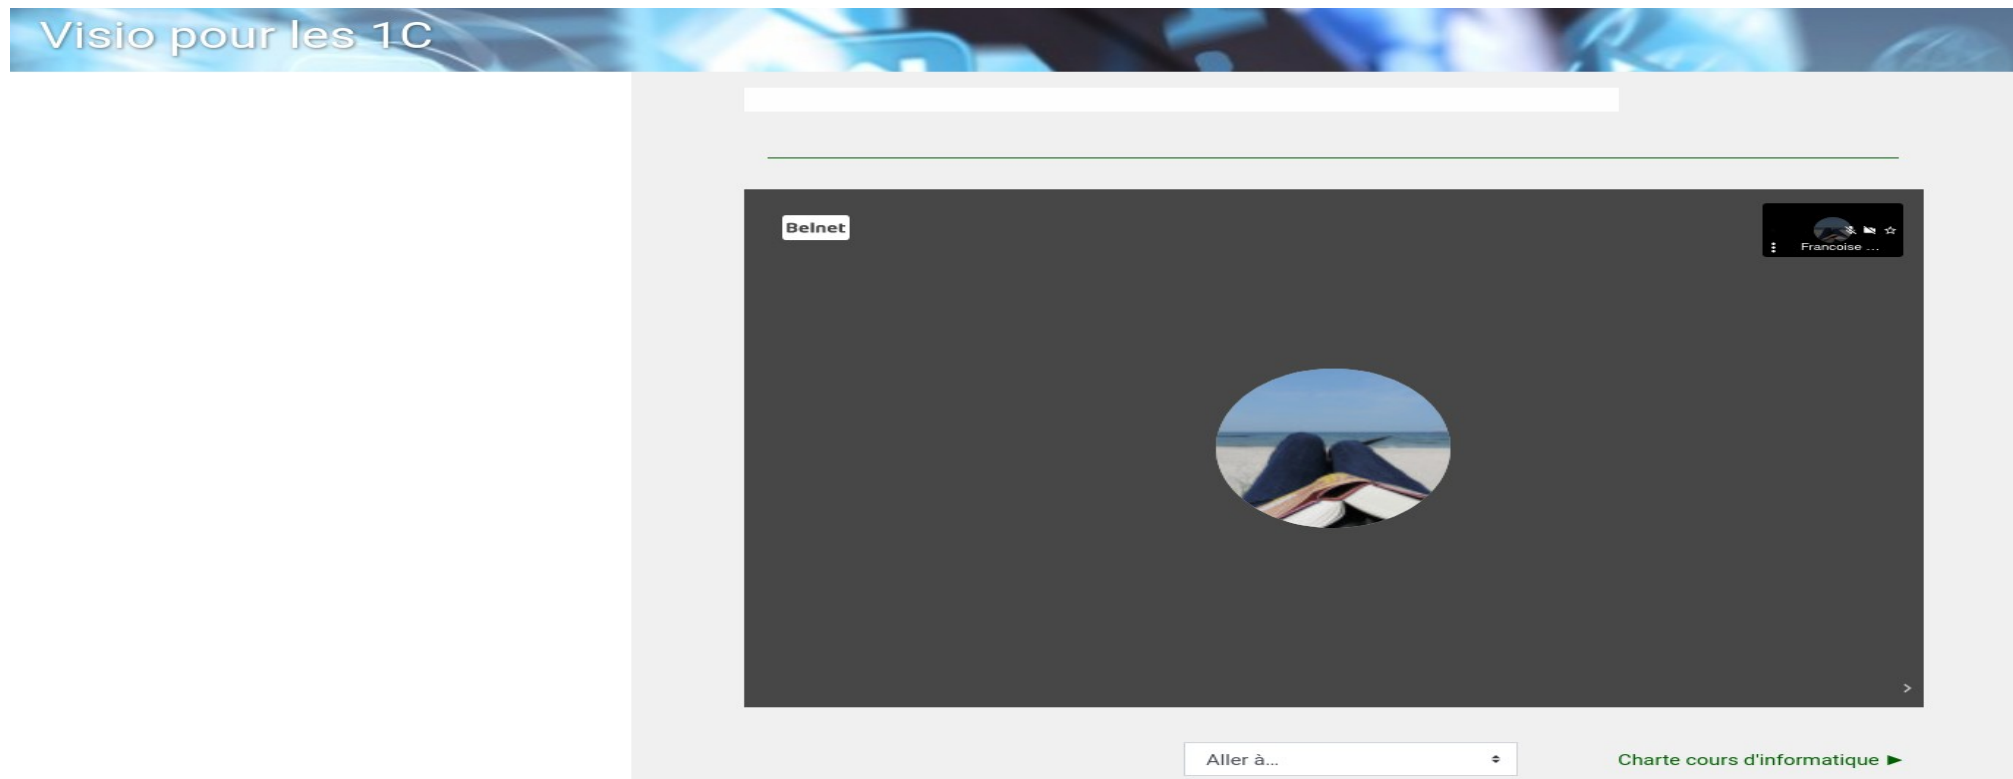 Visio pour les 1C
Belnet
Francoise ...
Aller à...
Charte cours d'informatique ►